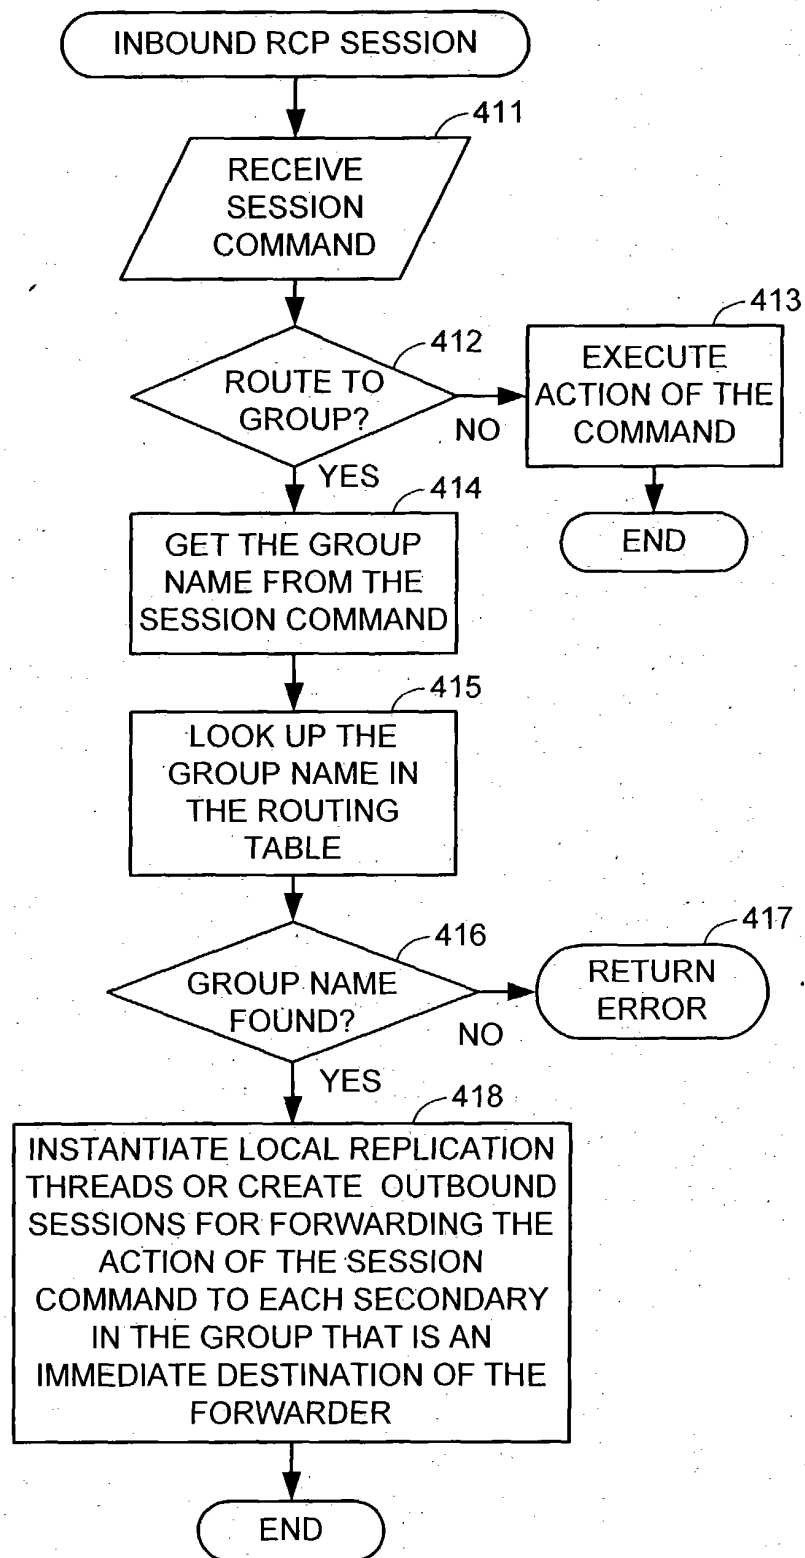 INBOUND RCP SESSION
411
RECEIVE
SESSION
COMMAND
412
ROUTE TO
GROUP?
NO
YES
413
EXECUTE
ACTION OF THE
COMMAND
END
414
GET THE GROUP
NAME FROM THE
SESSION COMMAND
415
LOOK UP THE
GROUP NAME IN
THE ROUTING
TABLE
416
GROUP NAME
FOUND?
NO
YES
417
RETURN
ERROR
418
INSTANTIATE LOCAL REPLICATION
THREADS OR CREATE OUTBOUND
SESSIONS FOR FORWARDING THE
ACTION OF THE SESSION
COMMAND TO EACH SECONDARY
IN THE GROUP THAT IS AN
IMMEDIATE DESTINATION OF THE
FORWARDER
END